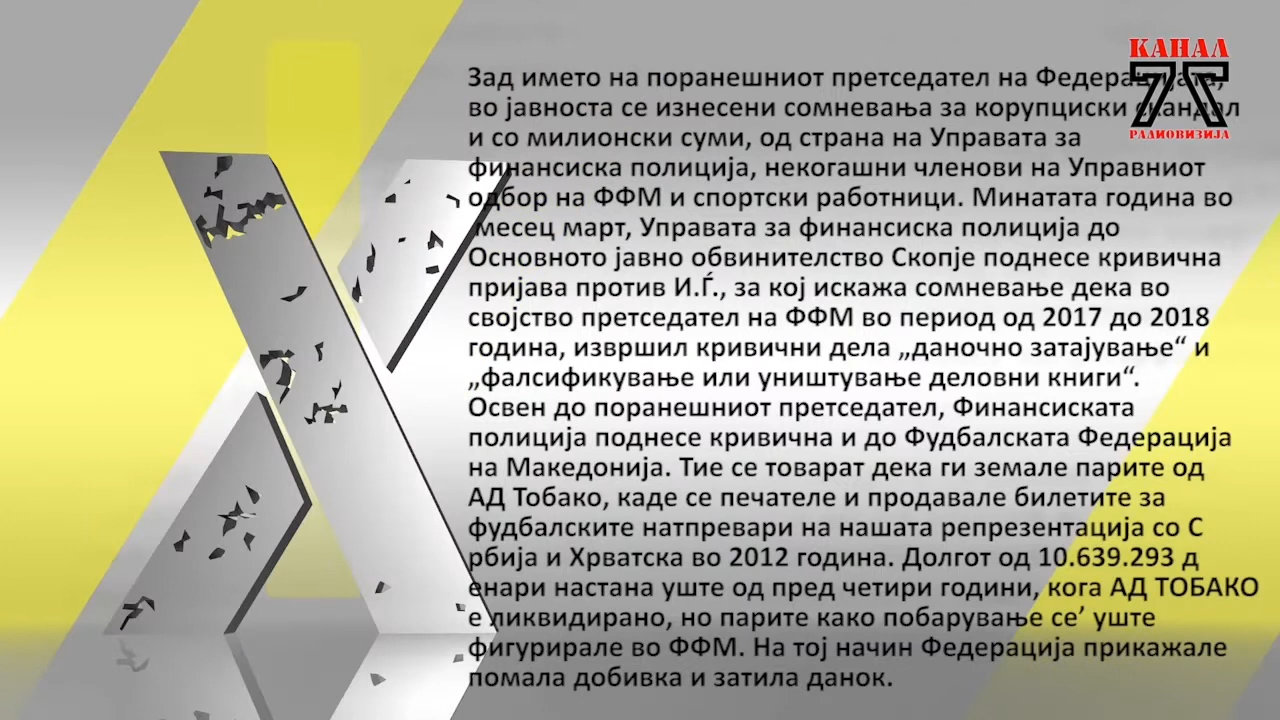 КАНАЛ
77
РАДИОВИЗИЈА
Зад името на поранешниот претседател на Федерацијата,
во јавноста се изнесени сомневања за корупциски скандал
и со милионски суми, од страна на Управата за
финансиска полиција, некогашни членови на Управниот
одбор на ФФМ и спортски работници. Минатата година во
месец март, Управата за финансиска полиција до
Основното јавно обвинителство Скопје поднесе кривична
пријава против И.Ѓ., за кој искажа сомневање дека во
својство претседател на ФФМ во период од 2017 до 2018
година, извршил кривични дела „даночно затајување“ и
„фалсификување или уништување деловни книги“.
Освен до поранешниот претседател, Финансиската
полиција поднесе кривична и до Фудбалската Федерација
на Македонија. Тие се товарат дека ги земале парите од
АД Тобако, каде се печателе и продавале билетите за
фудбалските натпревари на нашата репрезентација со С
рбија и Хрватска во 2012 година. Долгот од 10.639.293 д
енари настана уште од пред четири години, кога АД ТОБАКО
е ликвидирано, но парите како побарување се’ уште
фигурирале во ФФМ. На тој начин Федерација прикажале
помала добивка и затила данок.